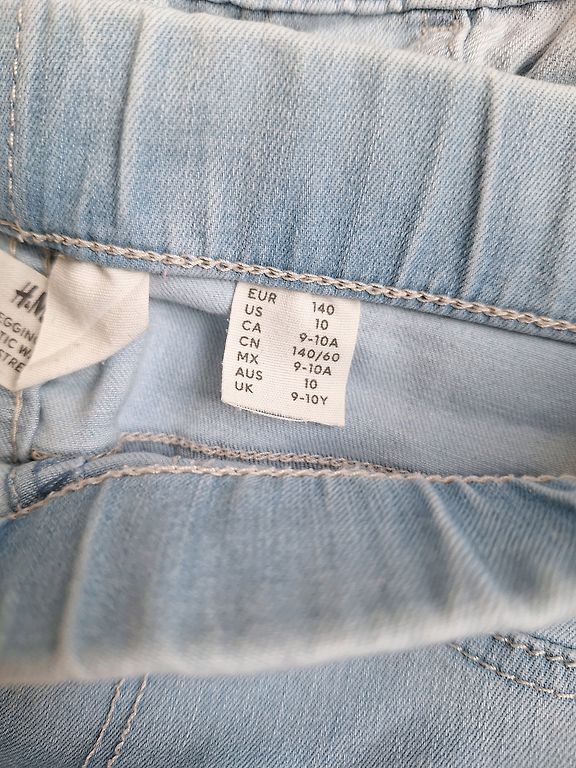 H&M
EUR 140
US 10
CA 9-10A
CN 140/60
MX 9-10A
AUS 10
UK 9-10Y